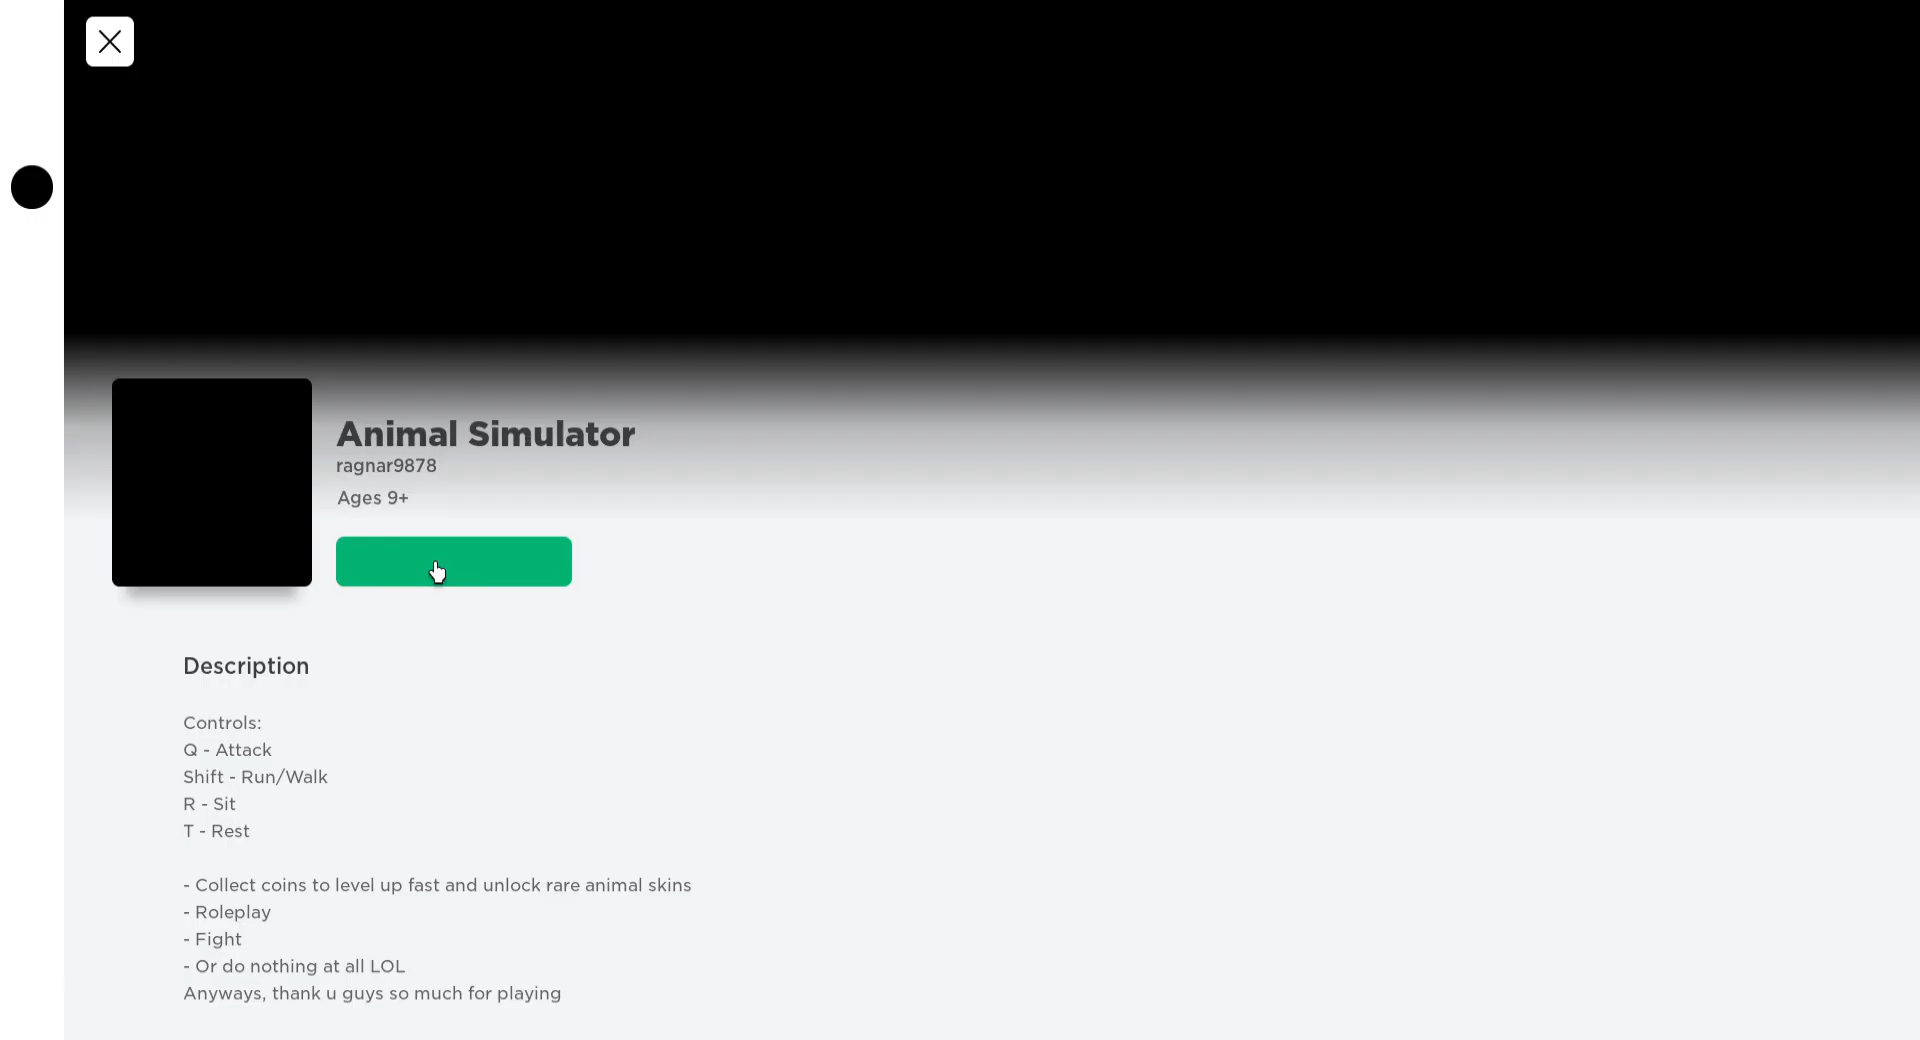 Animal Simulator
ragnar9878
Ages 9+
Description
Controls:
Q - Attack
Shift - Run/Walk
R - Sit
T - Rest
- Collect coins to level up fast and unlock rare animal skins
- Roleplay
- Fight
- Or do nothing at all LOL
Anyways, thank u guys so much for playing